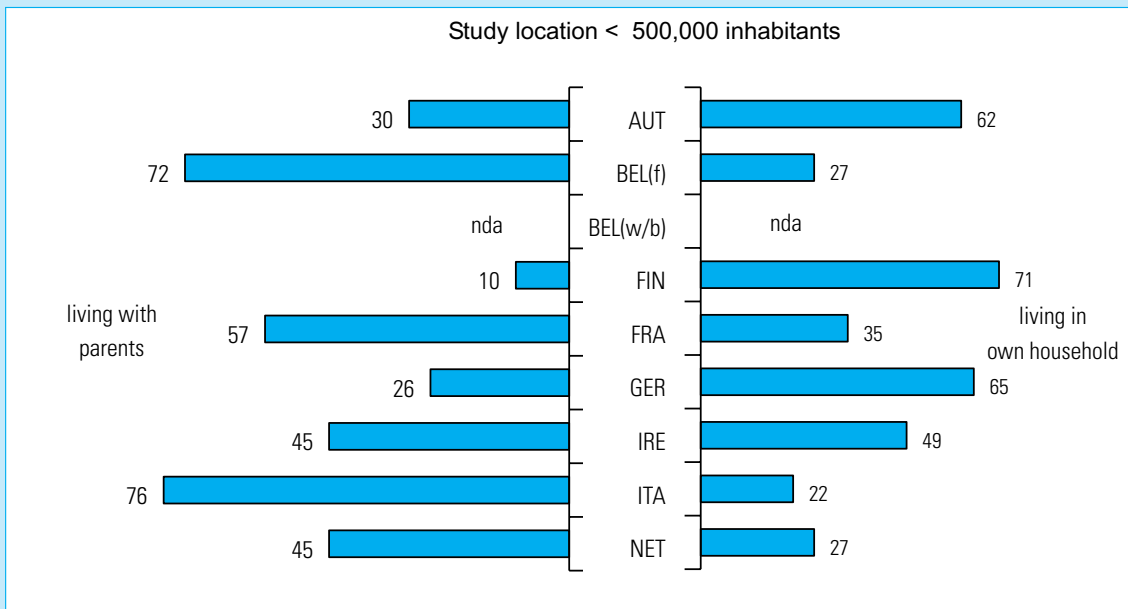 Study location < 500,000 inhabitants
30 AUT 62
72 BEL(f) 27
nda BEL(w/b) nda
10 FIN 71
living with
parents
57 FRA 35
living in
own household
26 GER 65
45 IRE 49
76 ITA 22
45 NET 27